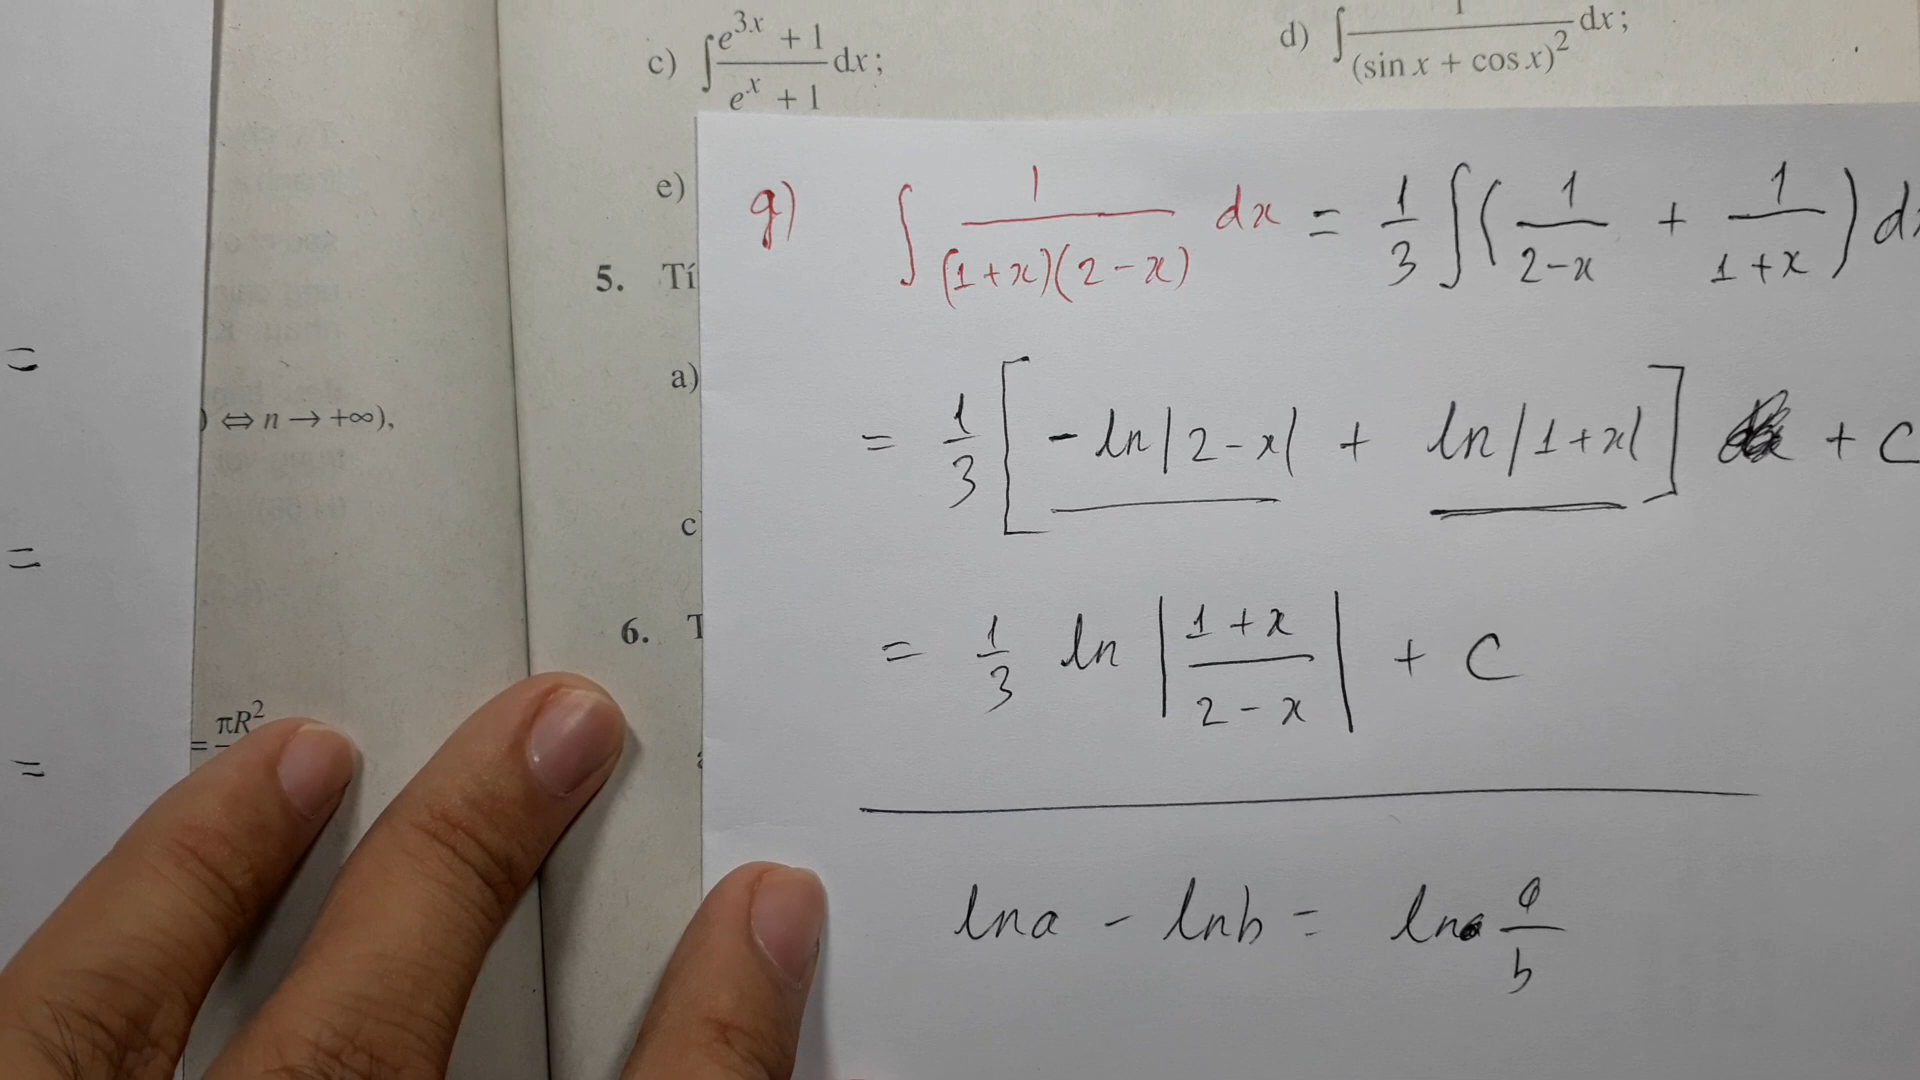 c) ∫ (e^{3x} + 1)/(e^x + 1) dx;
d) ∫ 1/(sin x + cos x)^2 dx;
e)
g) ∫ 1/((1+x)(2-x)) dx = 1/3 ∫ ( 1/(2-x) + 1/(1+x) ) dx
5. Tí
a)
=
) ⇔ n → +∞),
= 1/3 [ -ln|2-x| + ln|1+x| ] + C
c
=
6. T
= 1/3 ln |(1+x)/(2-x)| + C
= πR^2
=
ln a - ln b = ln a/b